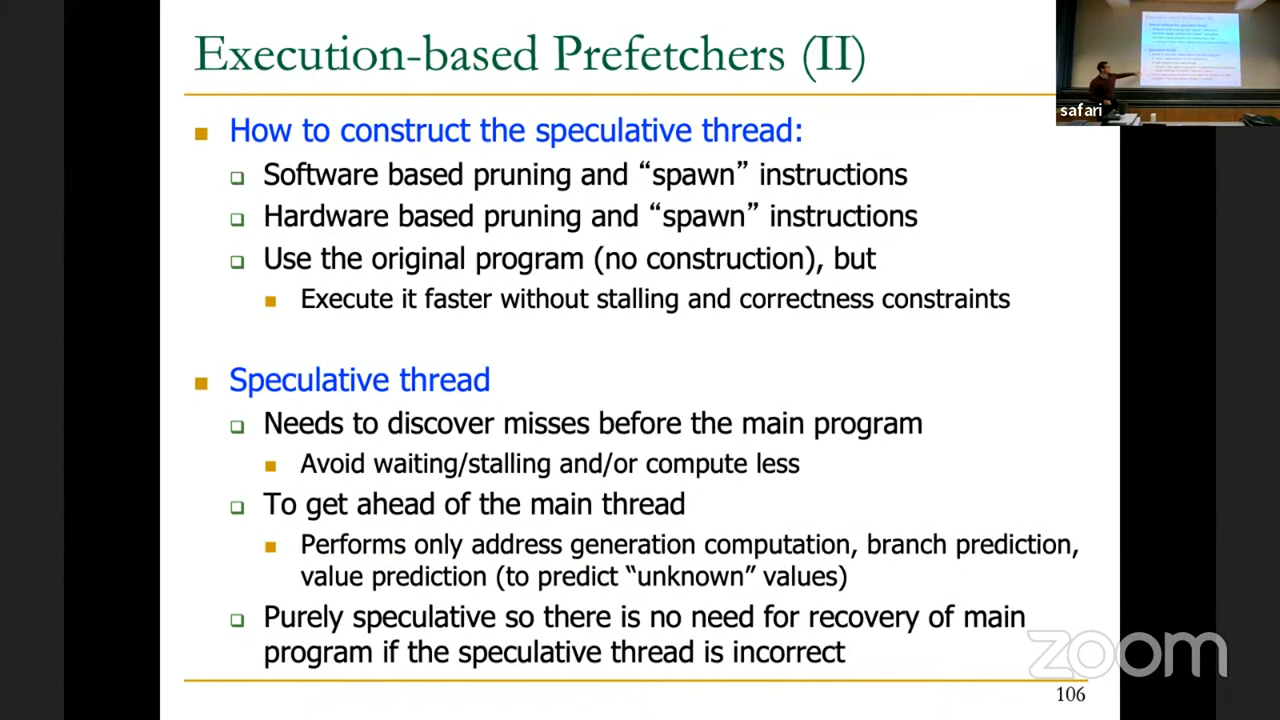 Execution-based Prefetchers (II)
safari
How to construct the speculative thread:
Software based pruning and “spawn” instructions
Hardware based pruning and “spawn” instructions
Use the original program (no construction), but
Execute it faster without stalling and correctness constraints
Speculative thread
Needs to discover misses before the main program
Avoid waiting/stalling and/or compute less
To get ahead of the main thread
Performs only address generation computation, branch prediction,
value prediction (to predict “unknown” values)
Purely speculative so there is no need for recovery of main
program if the speculative thread is incorrect
zoom
106